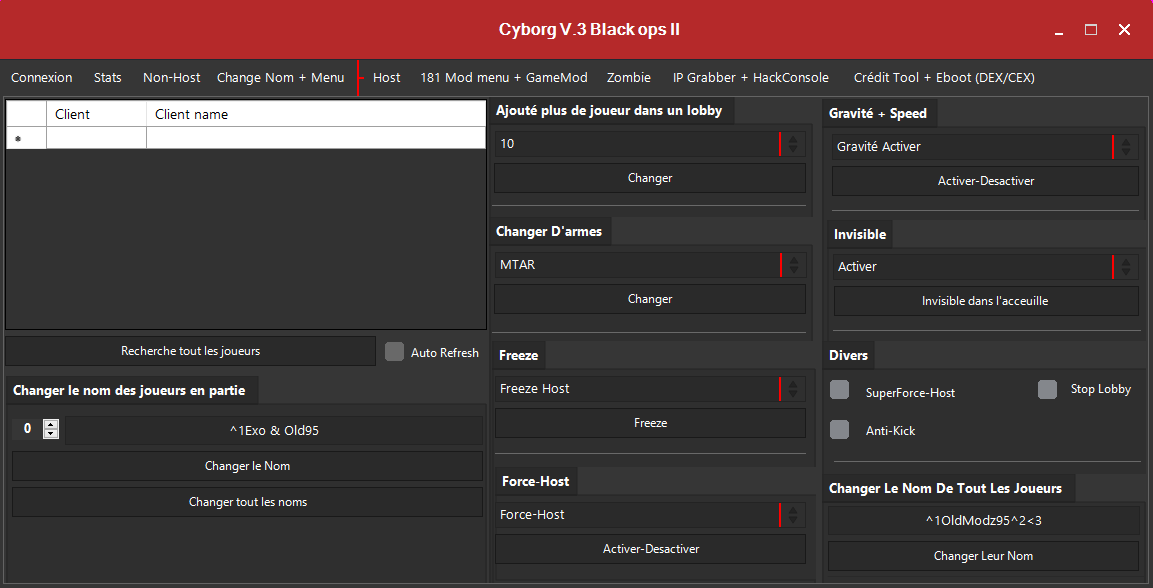 Cyborg V.3 Black ops II
Connexion Stats Non-Host Change Nom + Menu Host 181 Mod menu + GameMod Zombie IP Grabber + HackConsole Crédit Tool + Eboot (DEX/CEX)
Client Client name
Recherche tout les joueurs Auto Refresh
Changer le nom des joueurs en partie
0 ^1Exo & Old95
Changer le Nom
Changer tout les noms
Ajouté plus de joueur dans un lobby
10
Changer
Changer D'armes
MTAR
Changer
Freeze
Freeze Host
Freeze
Force-Host
Force-Host
Activer-Desactiver
Gravité + Speed
Gravité Activer
Activer-Desactiver
Invisible
Activer
Invisible dans l'acceuille
Divers
SuperForce-Host Stop Lobby
Anti-Kick
Changer Le Nom De Tout Les Joueurs
^1OldModz95^2<3
Changer Leur Nom